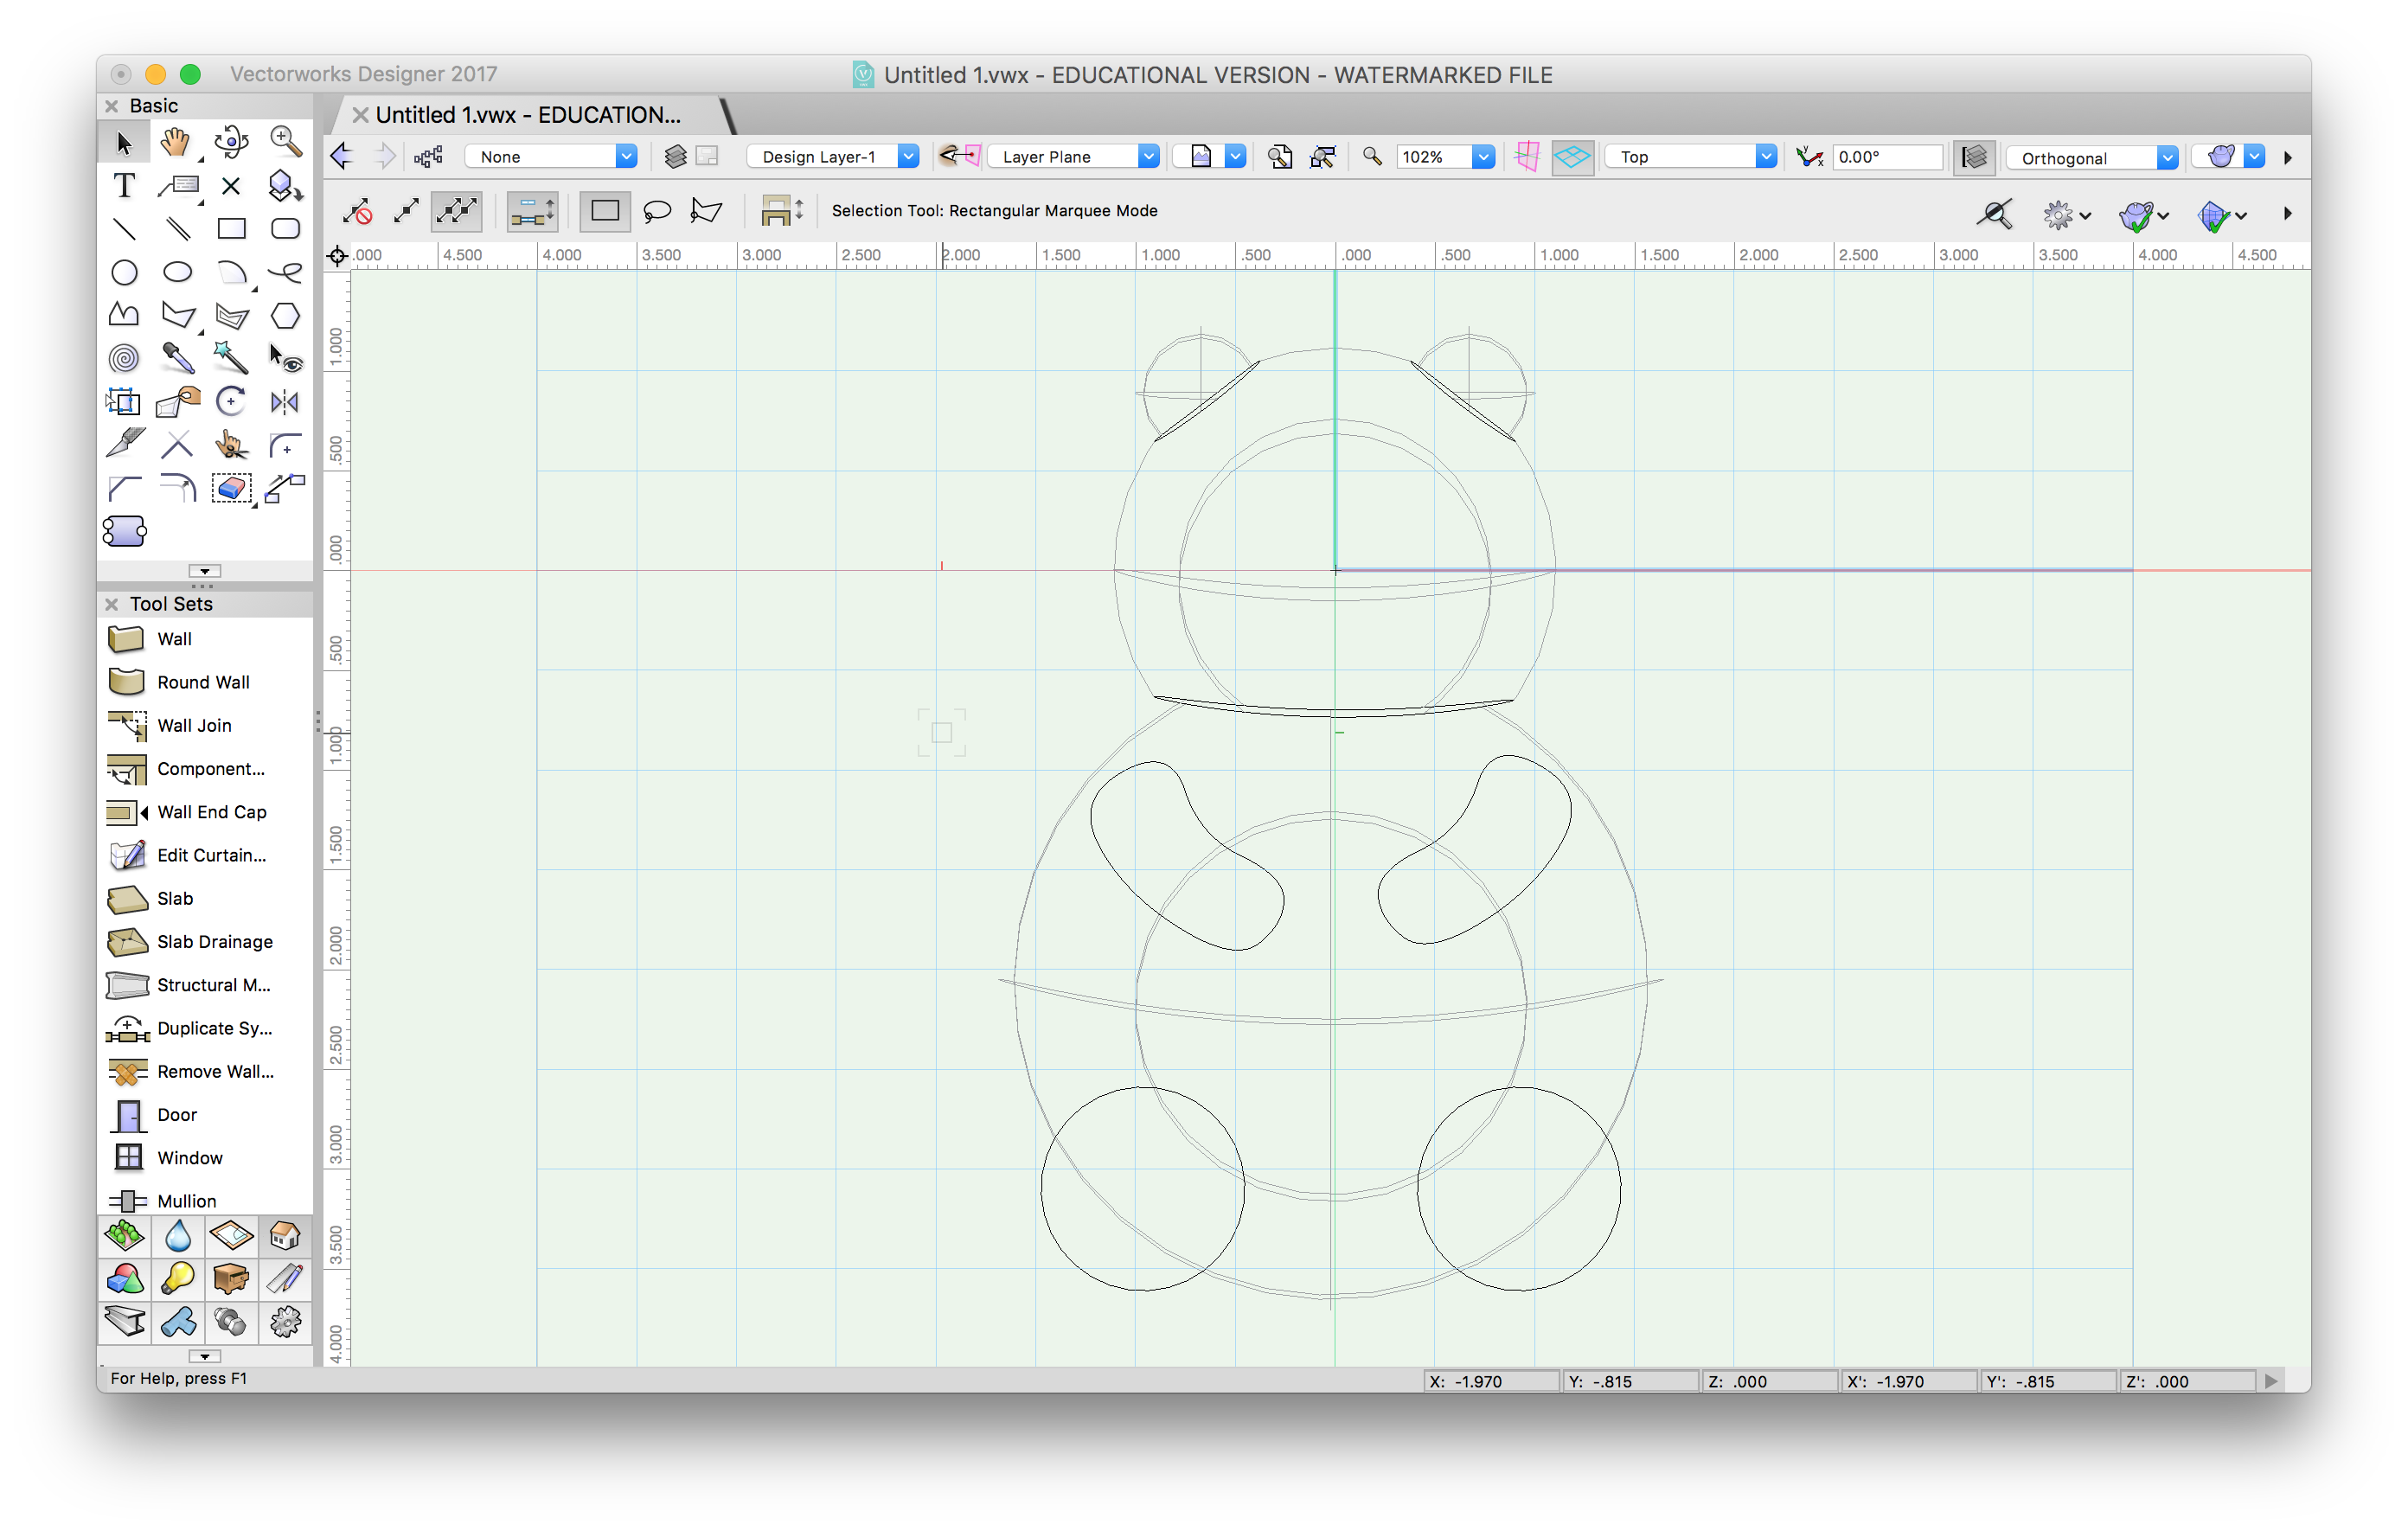 Vectorworks Designer 2017
Untitled 1.vwx - EDUCATIONAL VERSION - WATERMARKED FILE
Basic
Untitled 1.vwx - EDUCATION...
None
Design Layer-1
Layer Plane
102%
Top
0.00°
Orthogonal
Selection Tool: Rectangular Marquee Mode
.000 4.500 4.000 3.500 3.000 2.500 2.000 1.500 1.000 .500 .000 .500 1.000 1.500 2.000 2.500 3.000 3.500 4.000 4.500
1.000
.500
.000
.500
1.000
1.500
2.000
2.500
3.000
3.500
4.000
Tool Sets
Wall
Round Wall
Wall Join
Component...
Wall End Cap
Edit Curtain...
Slab
Slab Drainage
Structural M...
Duplicate Sy...
Remove Wall...
Door
Window
Mullion
For Help, press F1
X: -1.970
Y: -.815
Z: .000
X': -1.970
Y': -.815
Z': .000